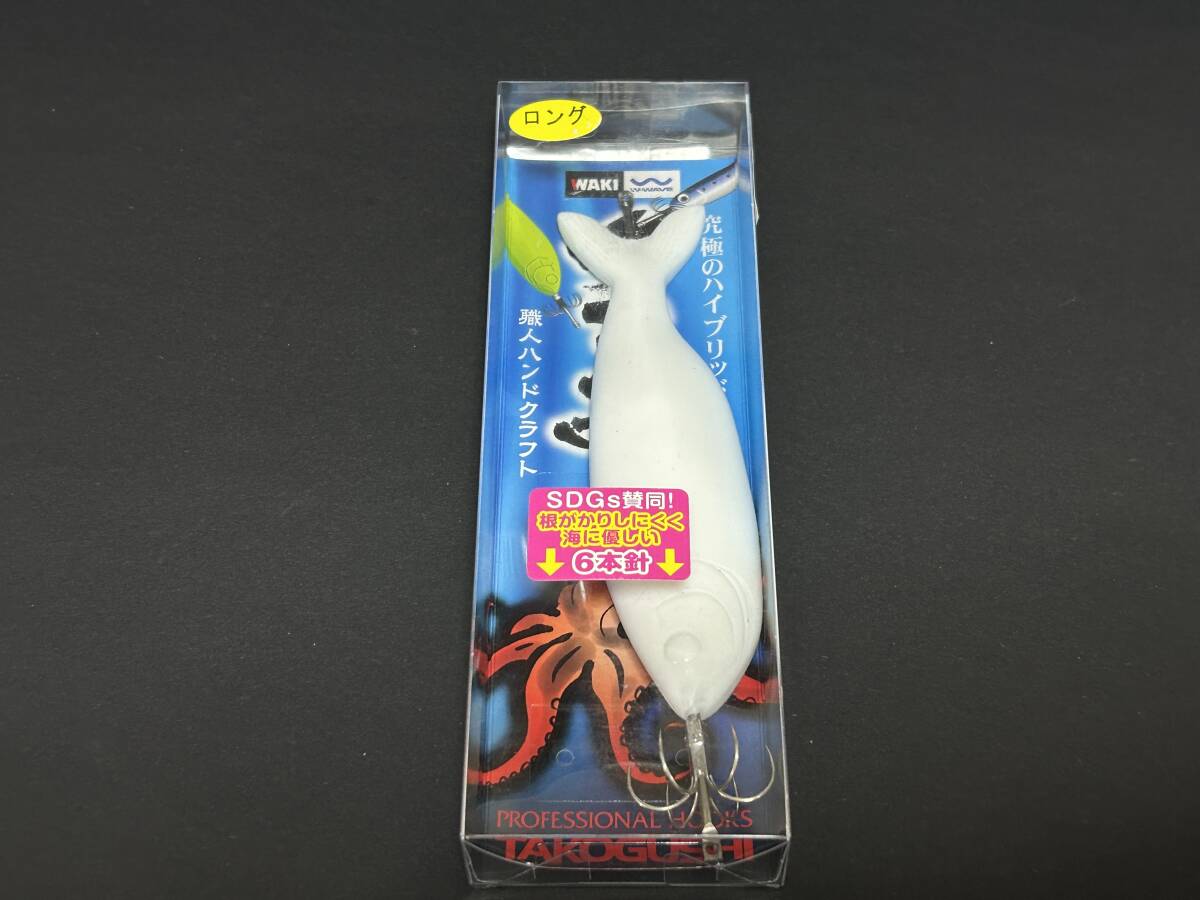 ロング
WAKI
W-WAVE
究極のハイブリッド
職人ハンドクラフト
SDGs賛同!
根がかりしにくく
海に優しい
6本針
PROFESSIONAL HOOKS
TAKOGUSHI